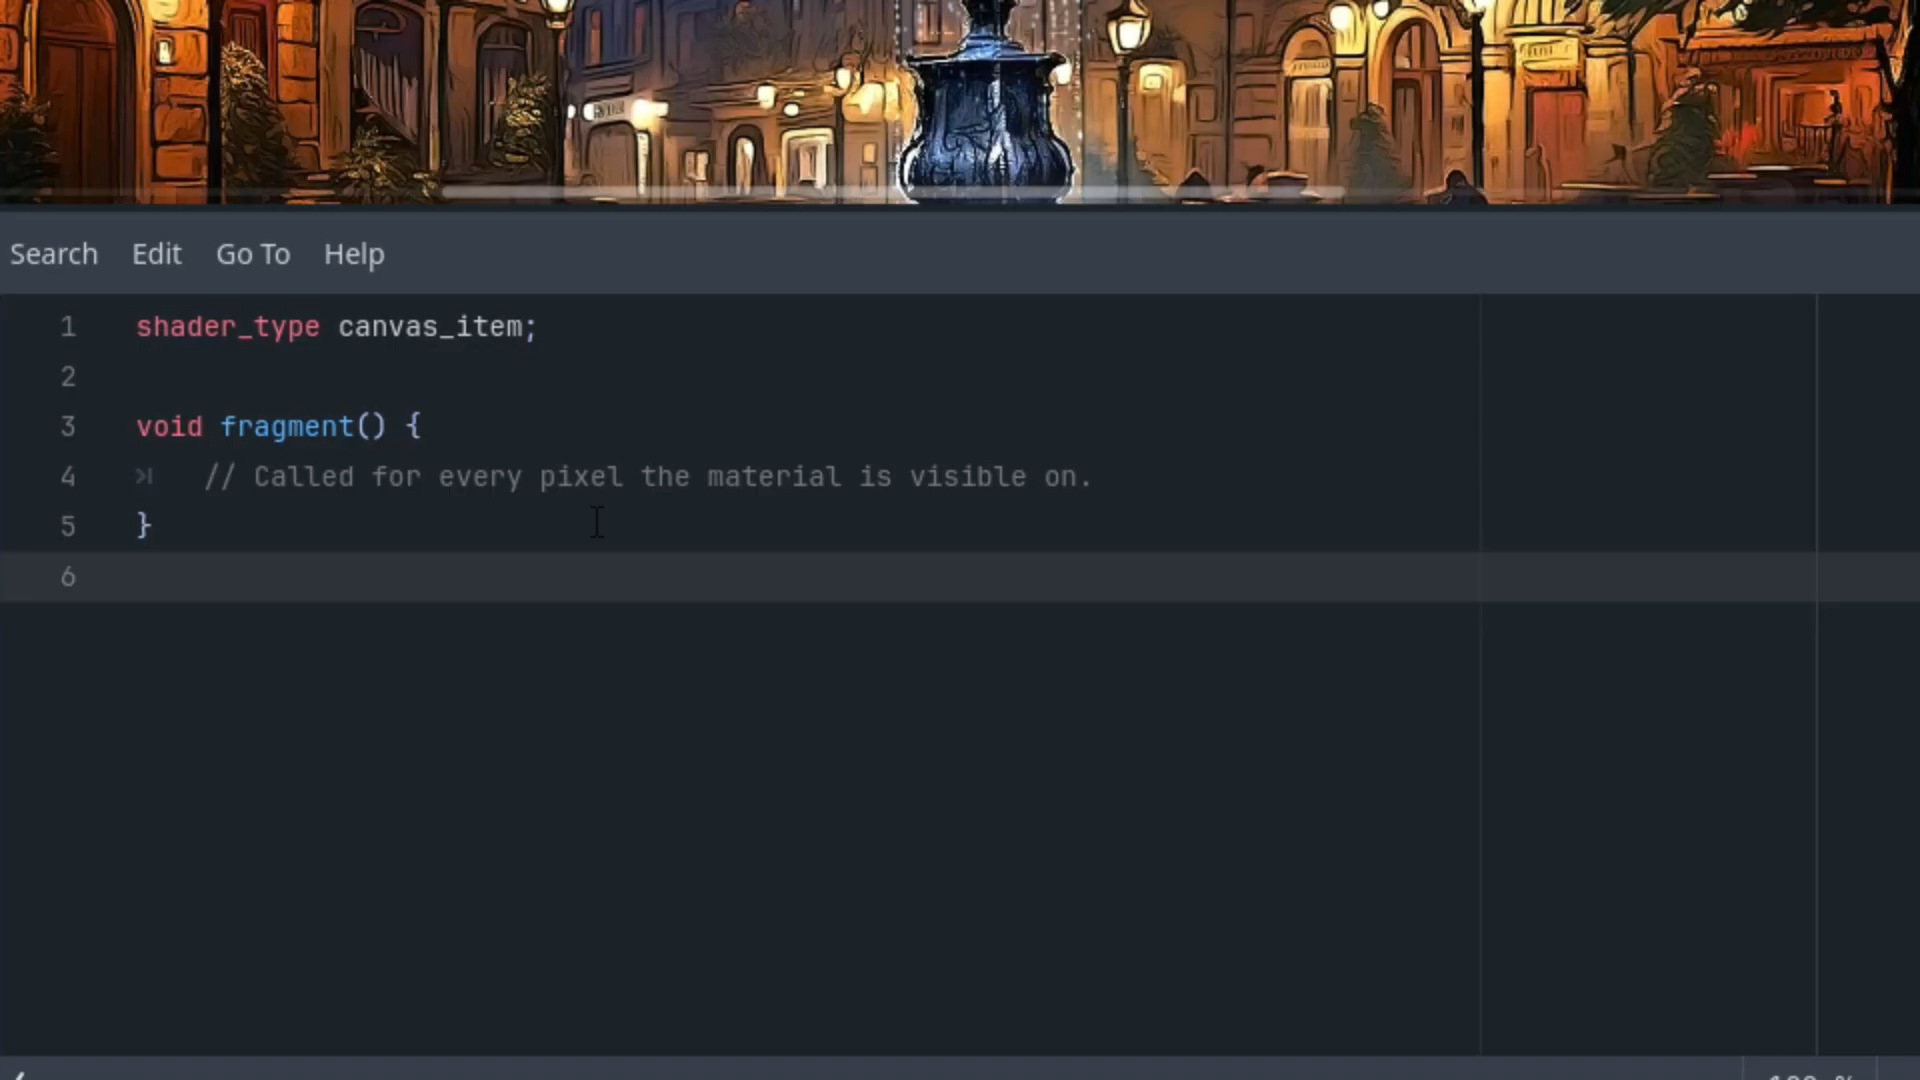 Search Edit Go To Help
1 shader_type canvas_item;
2
3 void fragment() {
4 // Called for every pixel the material is visible on.
5 }
6